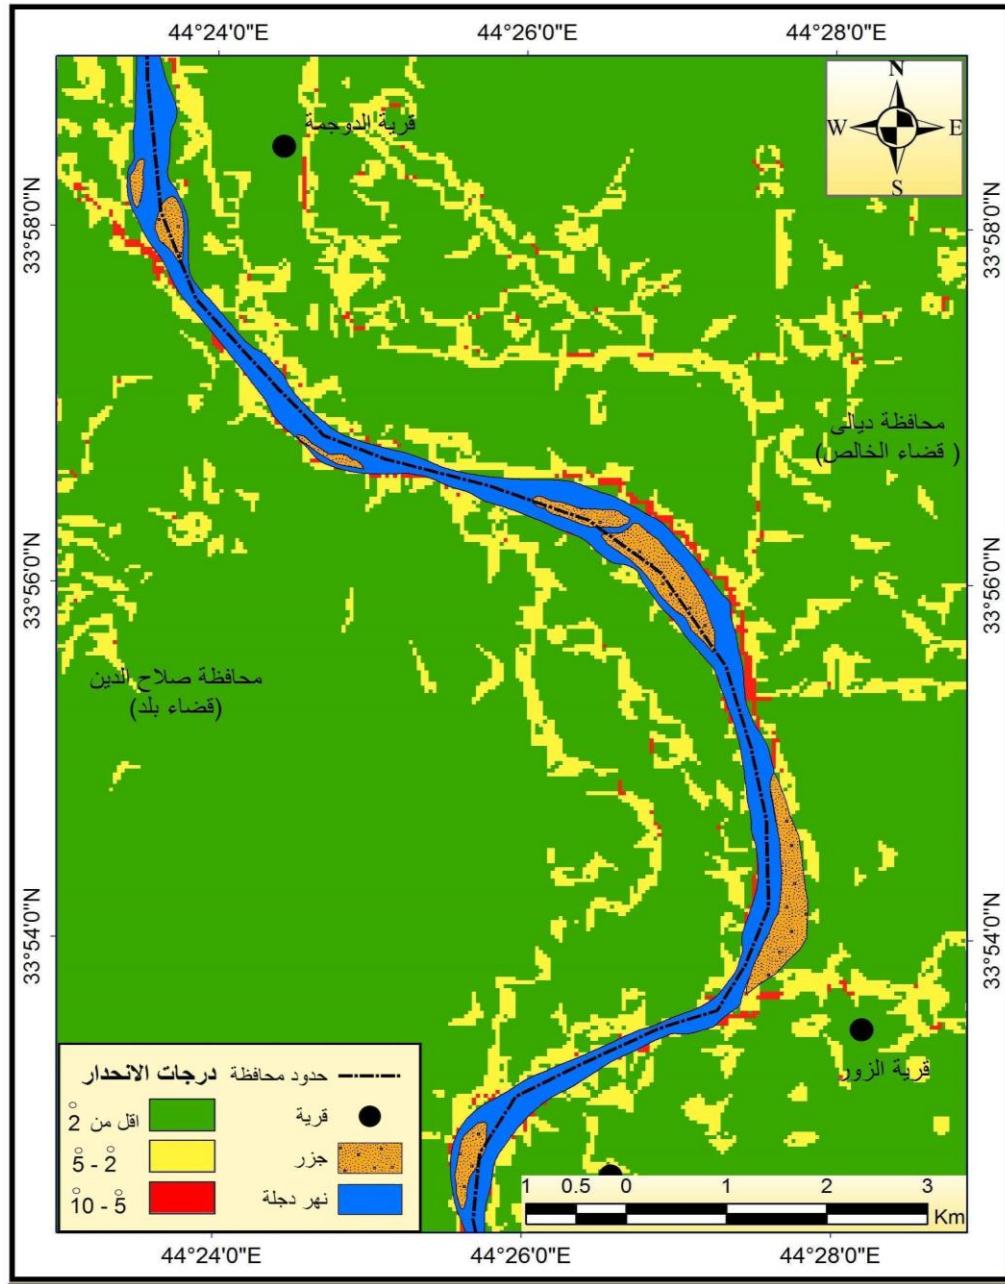 44°24'0"E 44°26'0"E 44°28'0"E
N
W E
S
قرية الدوجمة
33°58'0"N 33°58'0"N
محافظة ديالى
( قضاء الخالص)
33°56'0"N 33°56'0"N
محافظة صلاح الدين
(قضاء بلد)
33°54'0"N 33°54'0"N
قرية الزور
درجات الانحدار
اقل من 2°
2° - 5°
5° - 10°
حدود محافظة
قرية
جزر
نهر دجلة
1 0.5 0 1 2 3
Km
44°24'0"E 44°26'0"E 44°28'0"E